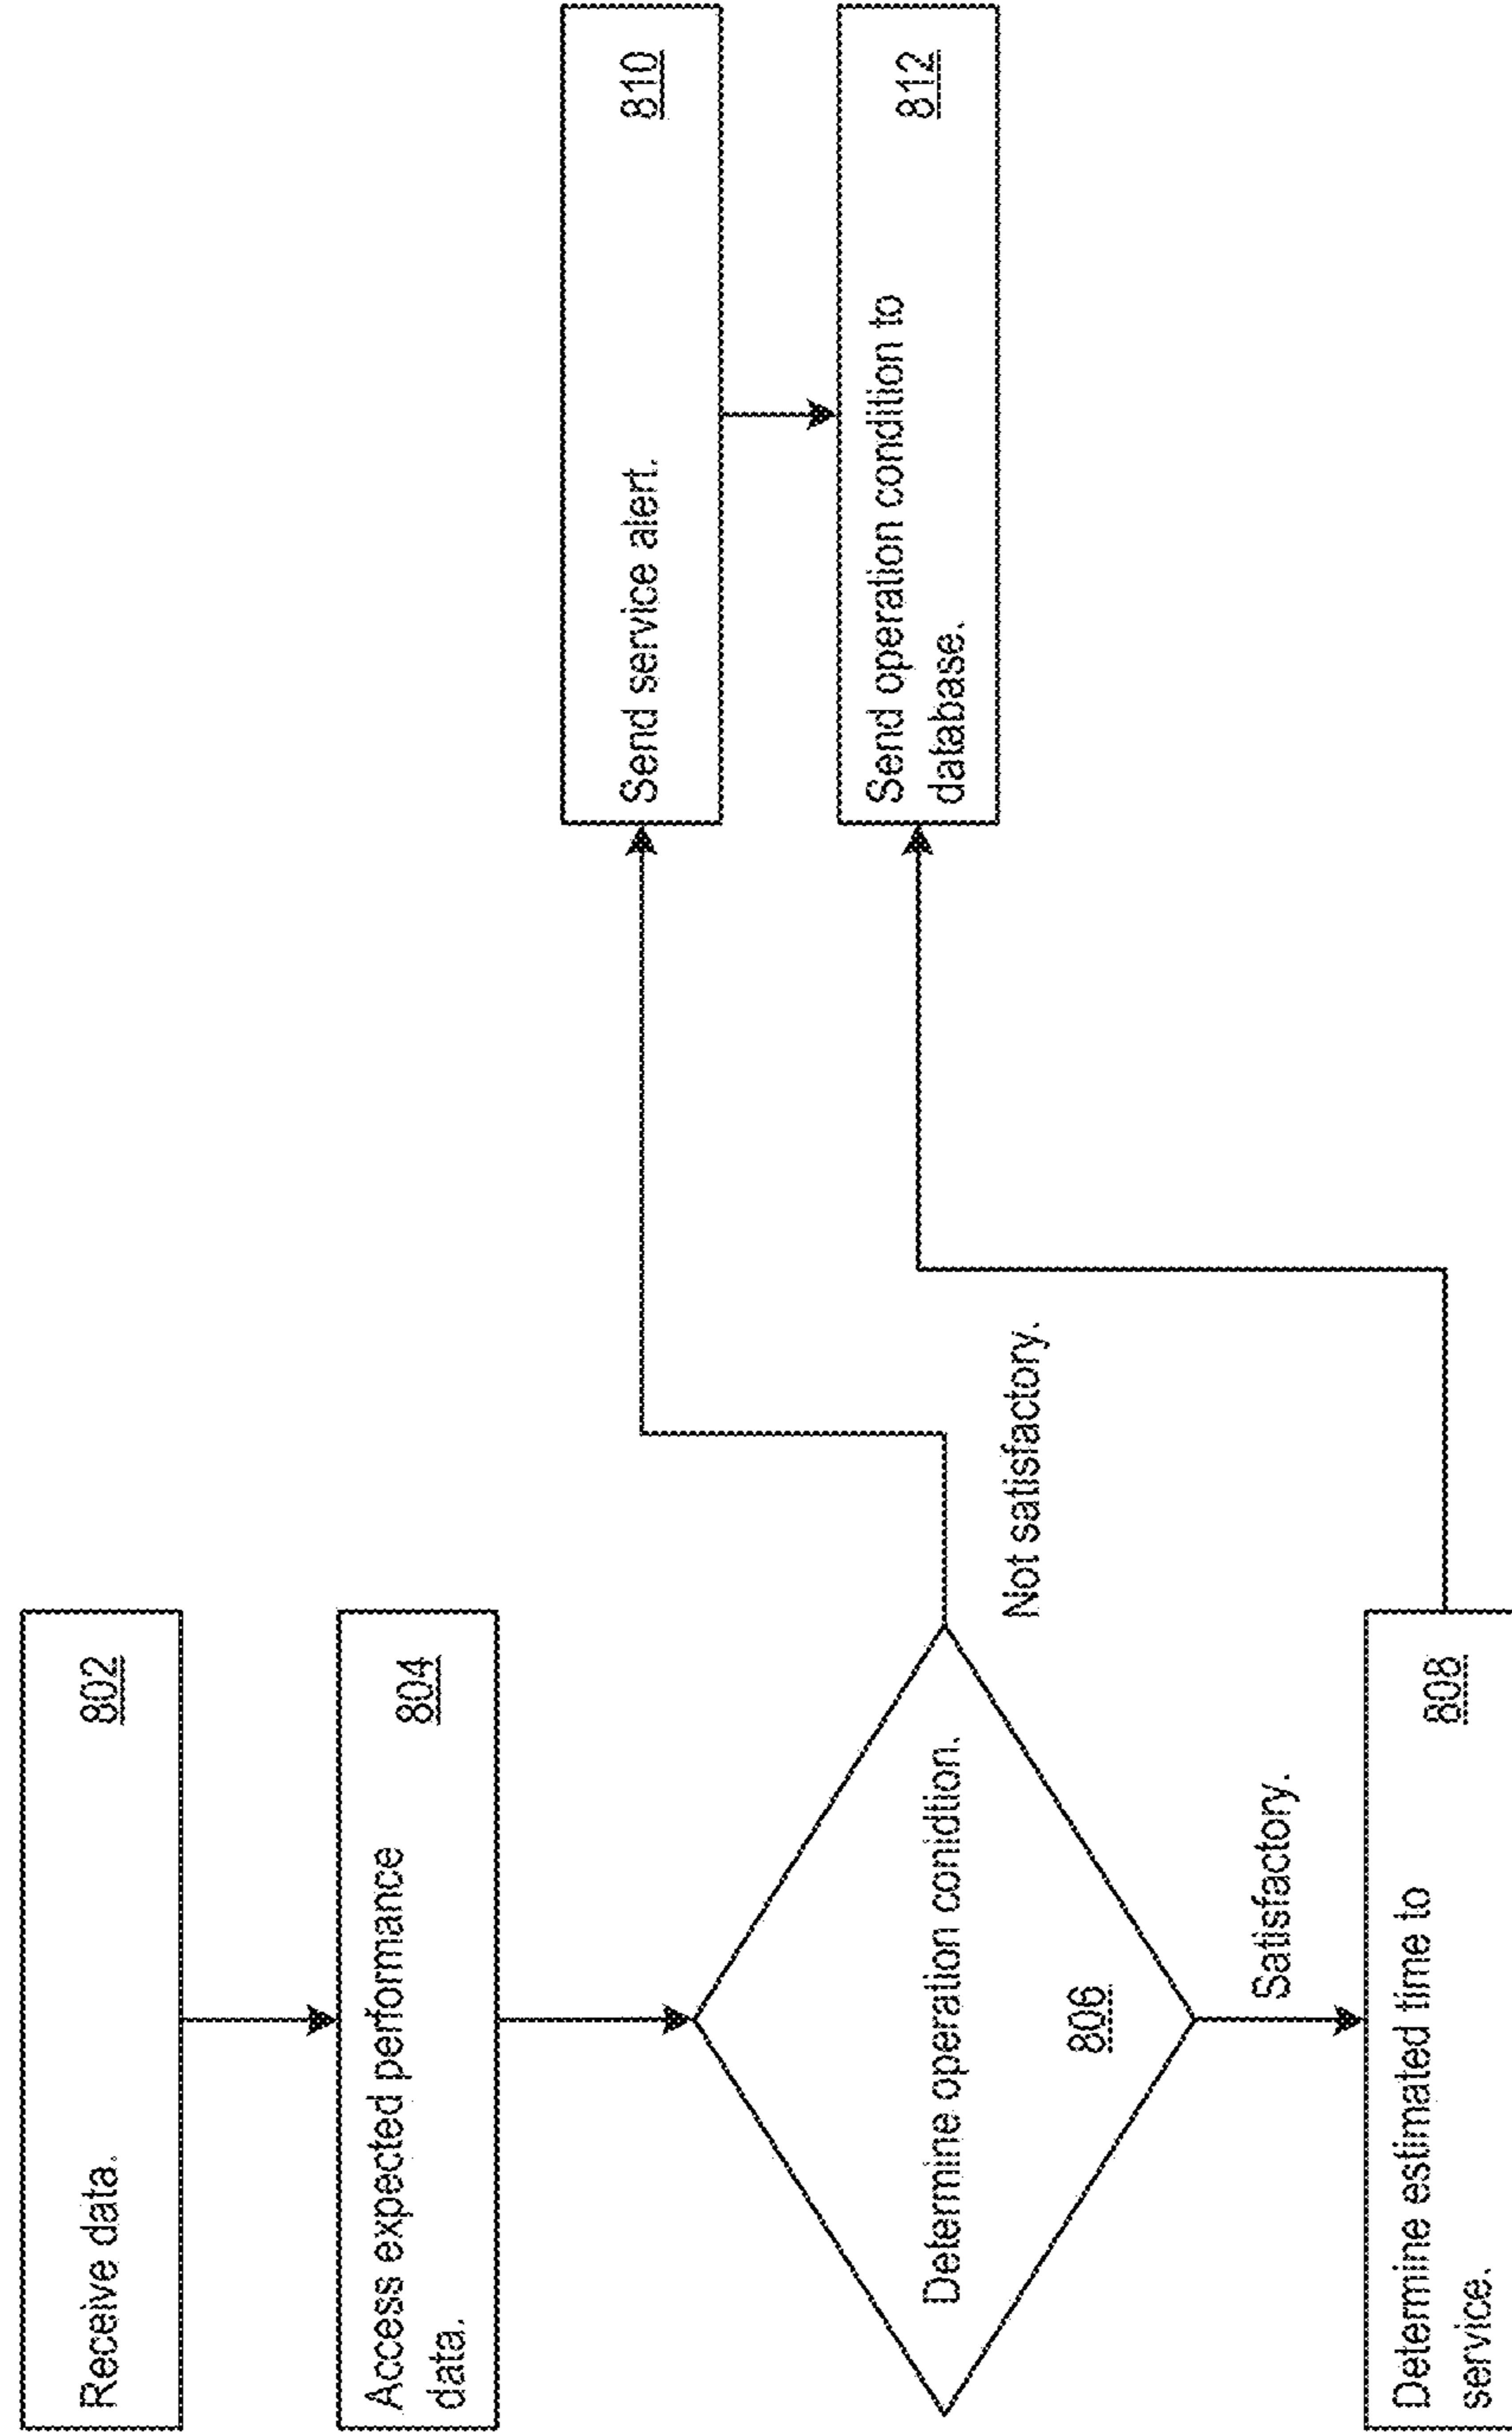 Receive data.
802
Access expected performance
data.
804
Determine operation conidtion.
806
Not satisfactory.
Satisfactory.
Determine estimated time to
service.
808
Send service alert.
810
Send operation condition to
database.
812